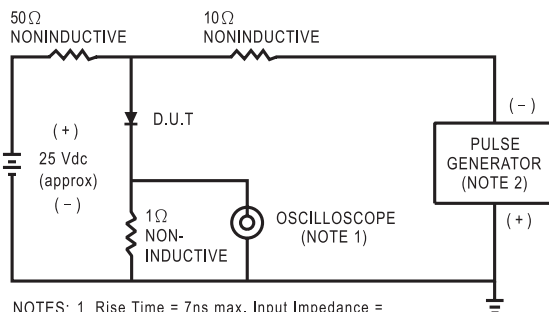 50Ω
NONINDUCTIVE
10Ω
NONINDUCTIVE
(+)
25 Vdc
(approx)
(−)
D.U.T
1Ω
NON-
INDUCTIVE
OSCILLOSCOPE
(NOTE 1)
(−)
PULSE
GENERATOR
(NOTE 2)
(+)
NOTES: 1. Rise Time = 7ns max. Input Impedance =